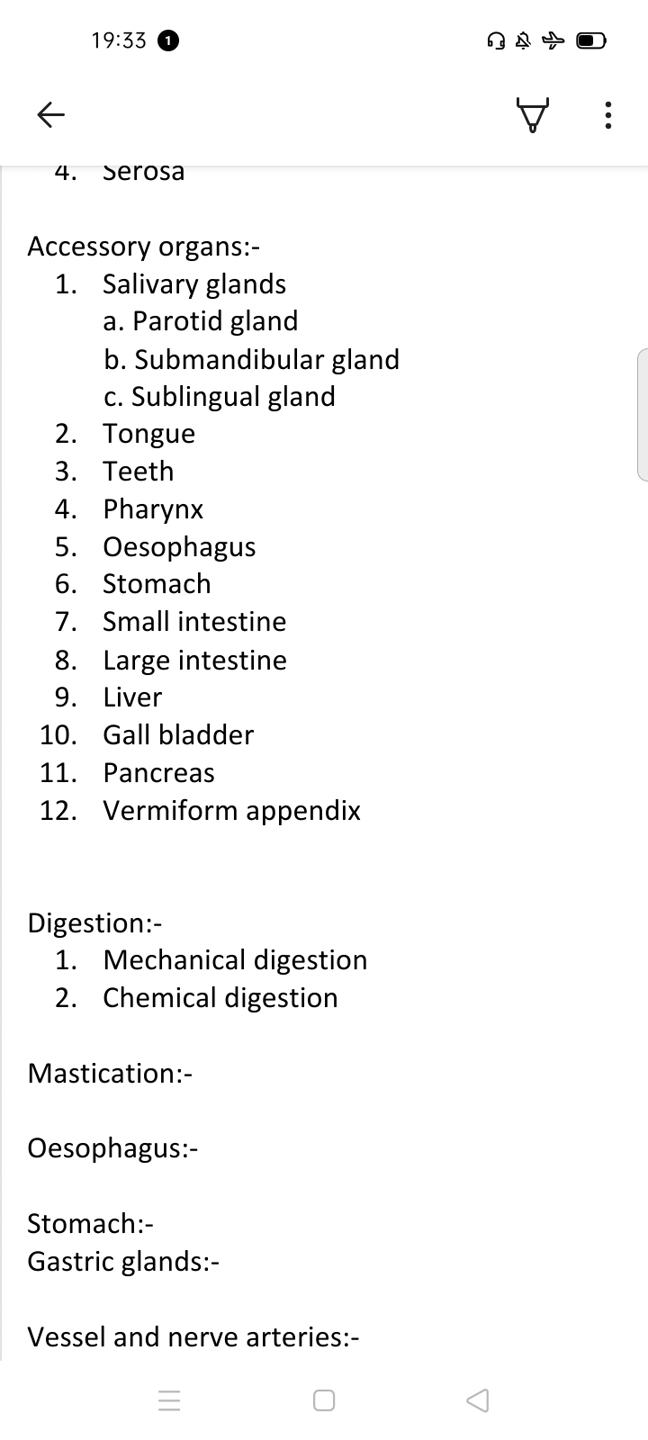 19:33 1
4. Serosa
Accessory organs:-
1. Salivary glands
a. Parotid gland
b. Submandibular gland
c. Sublingual gland
2. Tongue
3. Teeth
4. Pharynx
5. Oesophagus
6. Stomach
7. Small intestine
8. Large intestine
9. Liver
10. Gall bladder
11. Pancreas
12. Vermiform appendix
Digestion:-
1. Mechanical digestion
2. Chemical digestion
Mastication:-
Oesophagus:-
Stomach:-
Gastric glands:-
Vessel and nerve arteries:-